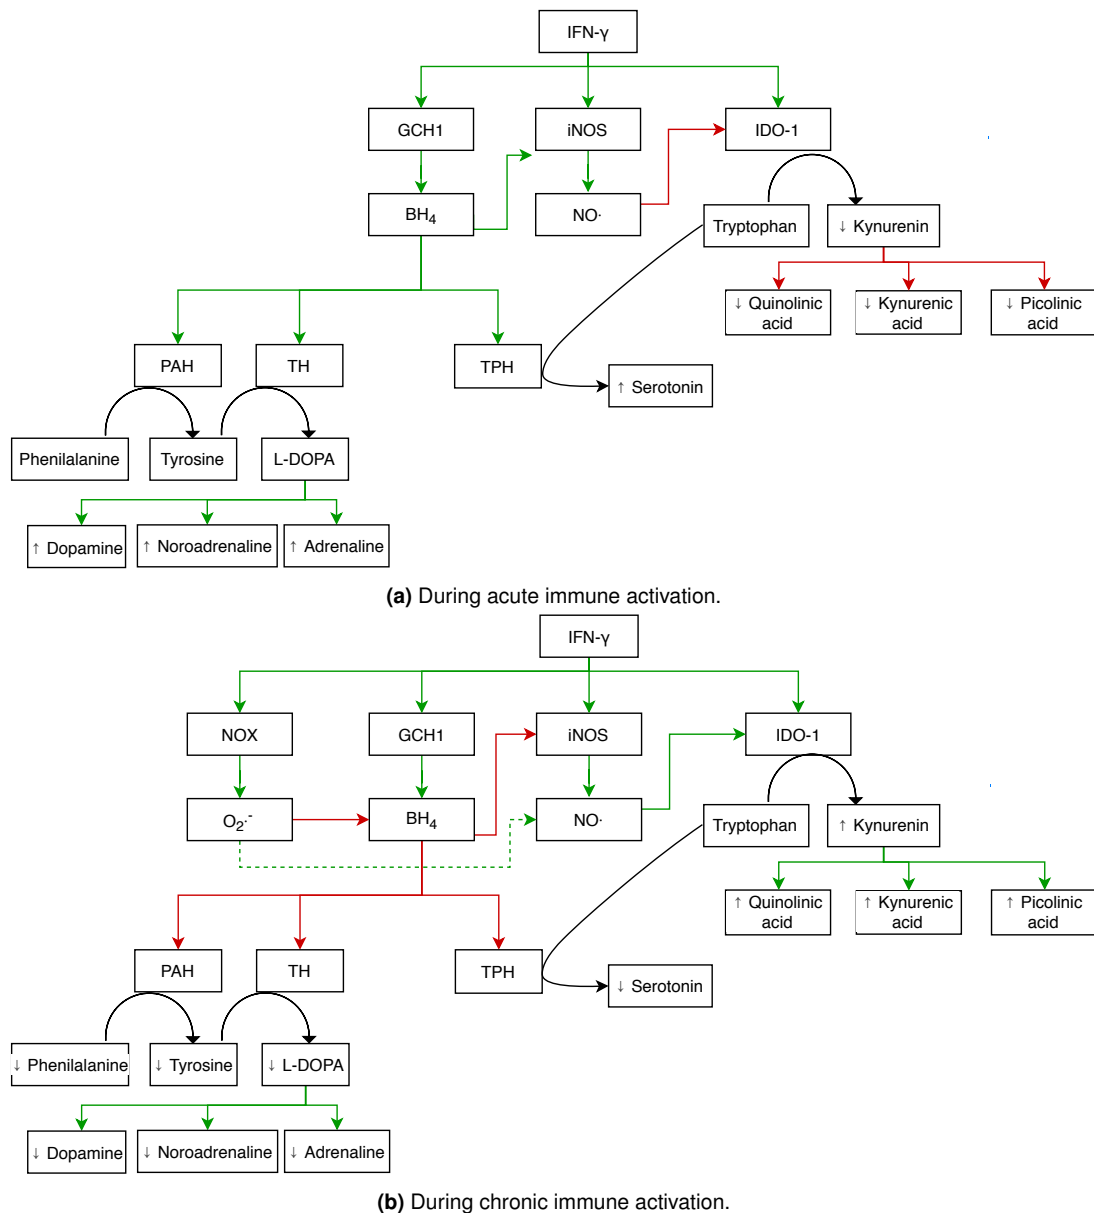 IFN-γ
GCH1
iNOS
IDO-1
BH₄
NO·
Tryptophan
↓ Kynurenin
↓ Quinolinic
acid
↓ Kynurenic
acid
↓ Picolinic
acid
PAH
TH
TPH
↑ Serotonin
Phenilalanine
Tyrosine
L-DOPA
↑ Dopamine
↑ Noroadrenaline
↑ Adrenaline
(a) During acute immune activation.
IFN-γ
NOX
GCH1
iNOS
IDO-1
O₂·⁻
BH₄
NO·
Tryptophan
↑ Kynurenin
↑ Quinolinic
acid
↑ Kynurenic
acid
↑ Picolinic
acid
PAH
TH
TPH
↓ Serotonin
↓ Phenilalanine
↓ Tyrosine
↓ L-DOPA
↓ Dopamine
↓ Noroadrenaline
↓ Adrenaline
(b) During chronic immune activation.